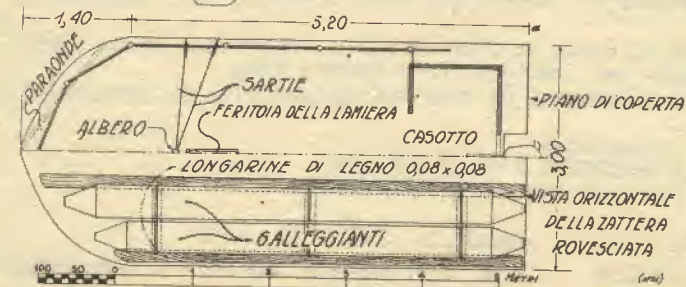 1,40
5,20
PARAONDE
SARTIE
PIANO DI COPERTA
FERITOIA DELLA LAMIERA
ALBERO
CASOTTO
3,00
LONGARINE DI LEGNO 0,08 x 0,08
VISTA ORIZZONTALE
DELLA ZATTERA
ROVESCIATA
GALLEGGIANTI
100 50 0 1 2 3 4 5 METRI